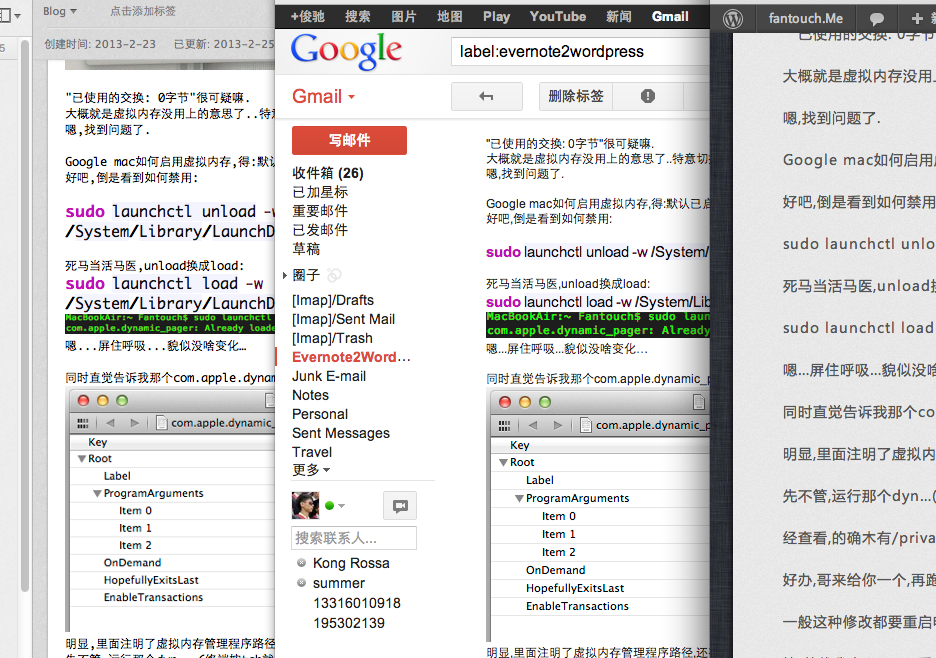 Blog
点击添加标签
5
创建时间: 2013-2-23 已更新: 2013-2-25
"已使用的交换: 0字节"很可疑嘛.
大概就是虚拟内存没用上的意思了..特意
嗯,找到问题了.
Google mac如何启用虚拟内存,得:默认
好吧,倒是看到如何禁用:
sudo launchctl unload -w
/System/Library/LaunchD
死马当活马医,unload换成load:
sudo launchctl load -w
/System/Library/LaunchD
MacBookAir:~ Fantouch$ sudo launchctl
com.apple.dynamic_pager: Already loade
嗯...屏住呼吸...貌似没啥变化…
同时直觉告诉我那个com.apple.dynam
com.apple.dynamic_
Key
Root
Label
ProgramArguments
Item 0
Item 1
Item 2
OnDemand
HopefullyExitsLast
EnableTransactions
明显,里面注明了虚拟内存管理程序路径
+俊驰 搜索 图片 地图 Play YouTube 新闻 Gmail
Google
label:evernote2wordpress
Gmail
删除标签
写邮件
收件箱 (26)
已加星标
重要邮件
已发邮件
草稿
圈子
[Imap]/Drafts
[Imap]/Sent Mail
[Imap]/Trash
Evernote2Word…
Junk E-mail
Notes
Personal
Sent Messages
Travel
更多
搜索联系人...
Kong Rossa
summer
13316010918
195302139
"已使用的交换: 0字节"很可疑嘛.
大概就是虚拟内存没用上的意思了..特意切
嗯,找到问题了.
Google mac如何启用虚拟内存,得:默认已启
好吧,倒是看到如何禁用:
sudo launchctl unload -w /System/
死马当活马医,unload换成load:
sudo launchctl load -w /System/Lib
MacBookAir:~ Fantouch$ sudo laun
com.apple.dynamic_pager: Already
嗯...屏住呼吸...貌似没啥变化…
同时直觉告诉我那个com.apple.dynamic_p
com.apple.dynamic_p
Key
Root
Label
ProgramArguments
Item 0
Item 1
Item 2
OnDemand
HopefullyExitsLast
EnableTransactions
明显,里面注明了虚拟内存管理程序路径,还
fantouch.Me
"已使用的交换: 0字节
大概就是虚拟内存没用上
嗯,找到问题了.
Google mac如何启用
好吧,倒是看到如何禁用
sudo launchctl unlo
死马当活马医,unload
sudo launchctl load
嗯...屏住呼吸...貌似没啥
同时直觉告诉我那个co
明显,里面注明了虚拟内
先不管,运行那个dyn...(
经查看,的确木有/priva
好办,哥来给你一个,再跑
一般这种修改都要重启